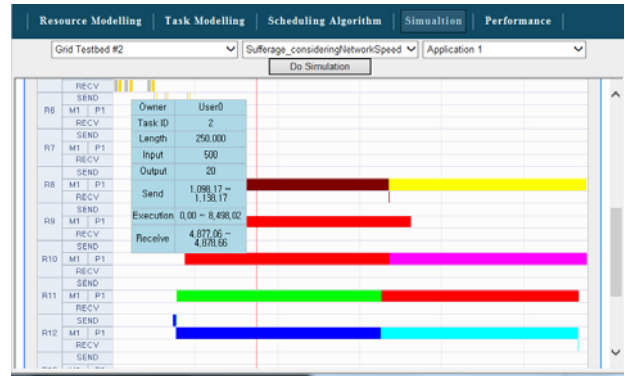 Resource Modelling | Task Modelling | Scheduling Algorithm | Simualtion | Performance
Grid Testbed #2 Sufferage_consideringNetworkSpeed Application 1
Do Simulation
RECV
SEND
R6 M1 P1
RECV
SEND
R7 M1 P1
RECV
SEND
R8 M1 P1
RECV
SEND
R9 M1 P1
RECV
SEND
R10 M1 P1
RECV
SEND
R11 M1 P1
RECV
SEND
R12 M1 P1
RECV
SEND
Owner User0
Task ID 2
Length 250,000
Input 500
Output 20
Send 1,098,17 ~
1,138,17
Execution 0,00 ~ 8,498,02
Receive 4,877,06 ~
4,878,66